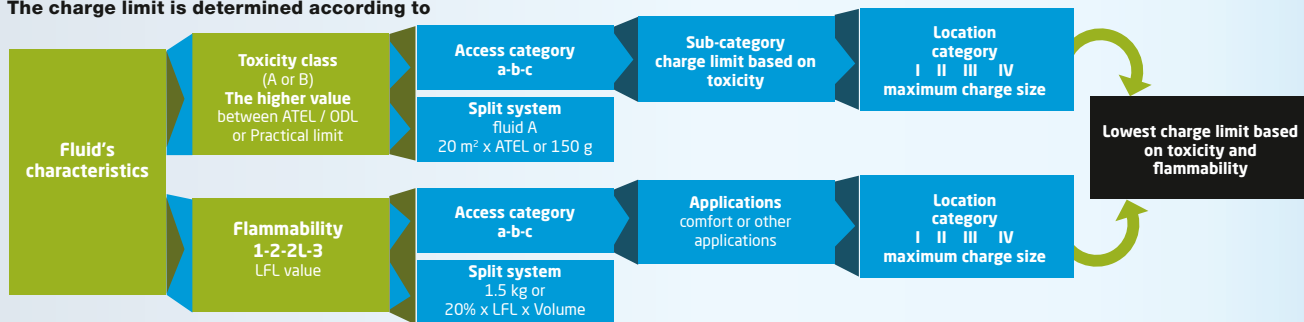 The charge limit is determined according to
Fluid's
characteristics
Toxicity class
(A or B)
The higher value
between ATEL / ODL
or Practical limit
Access category
a-b-c
Split system
fluid A
20 m² x ATEL or 150 g
Sub-category
charge limit based on
toxicity
Location
category
I II III IV
maximum charge size
Flammability
1-2-2L-3
LFL value
Access category
a-b-c
Split system
1.5 kg or
20% x LFL x Volume
Applications
comfort or other
applications
Location
category
I II III IV
maximum charge size
Lowest charge limit based
on toxicity and
flammability